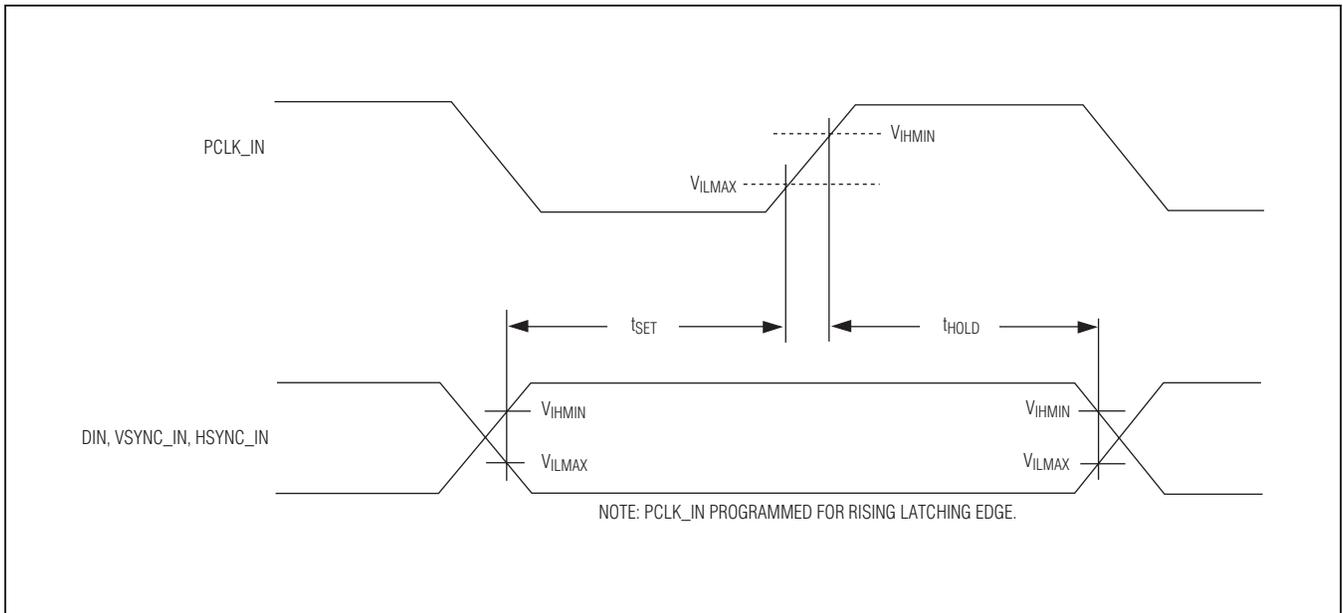 PCLK_IN
VIHMIN
VILMAX
tSET
tHOLD
DIN, VSYNC_IN, HSYNC_IN
VIHMIN
VIHMIN
VILMAX
VILMAX
NOTE: PCLK_IN PROGRAMMED FOR RISING LATCHING EDGE.